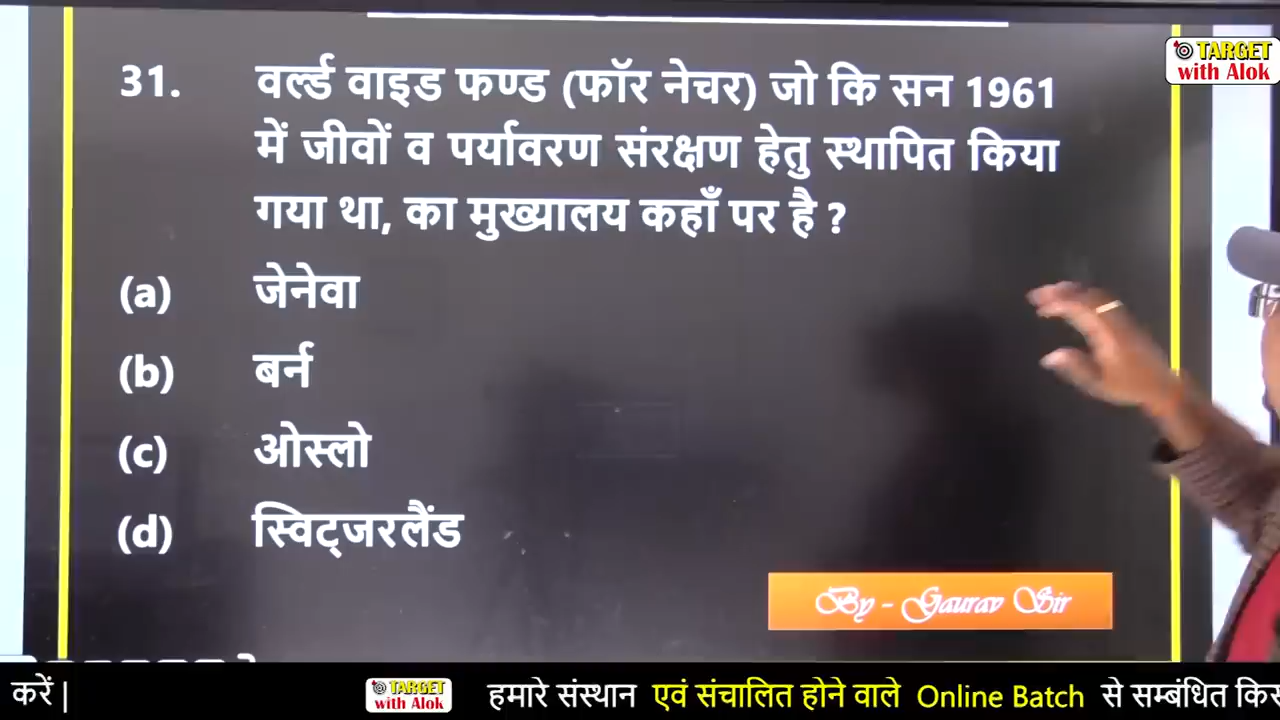 TARGET
with Alok
31. वर्ल्ड वाइड फण्ड (फॉर नेचर) जो कि सन 1961
में जीवों व पर्यावरण संरक्षण हेतु स्थापित किया
गया था, का मुख्यालय कहाँ पर है ?
(a) जेनेवा
(b) बर्न
(c) ओस्लो
(d) स्विट्जरलैंड
By - Gaurav Sir
करें | TARGET with Alok हमारे संस्थान एवं संचालित होने वाले Online Batch से सम्बंधित